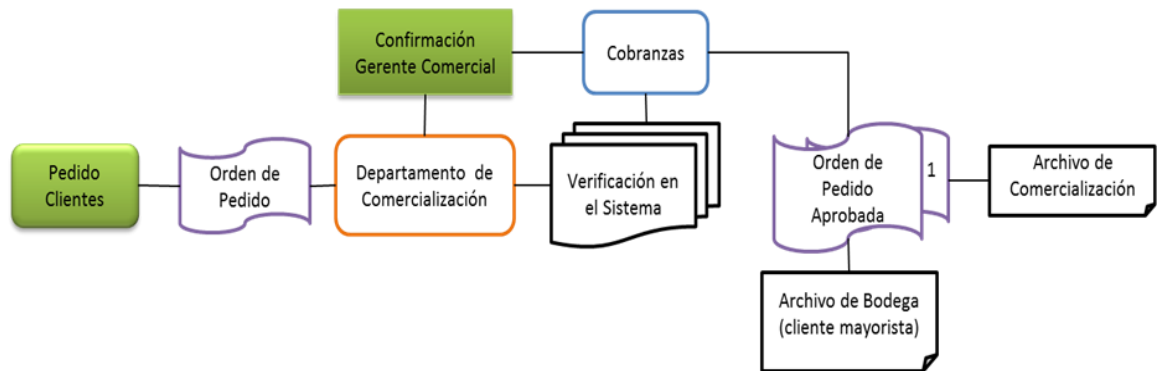 Confirmación
Gerente Comercial
Cobranzas
Pedido
Clientes
Orden de
Pedido
Departamento de
Comercialización
Verificación en
el Sistema
Orden de
Pedido
Aprobada
1
Archivo de
Comercialización
Archivo de Bodega
(cliente mayorista)